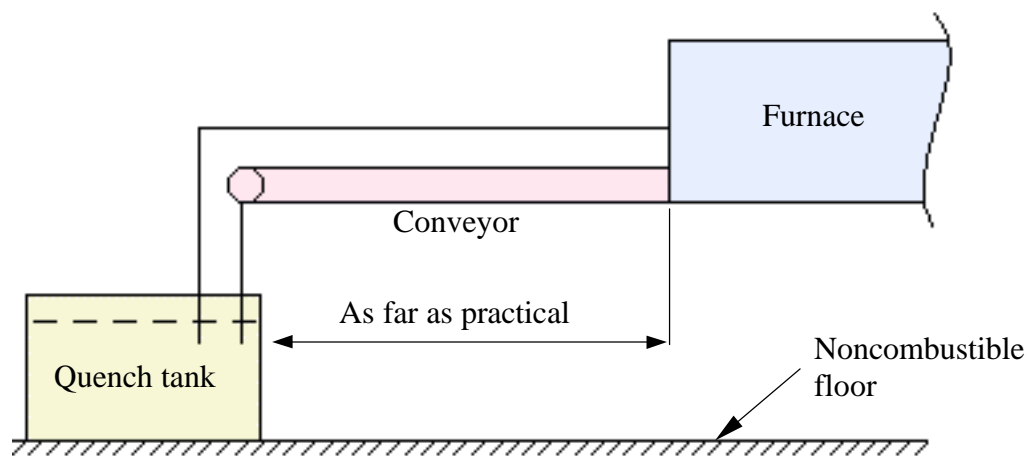 Furnace
Conveyor
As far as practical
Quench tank
Noncombustible
floor